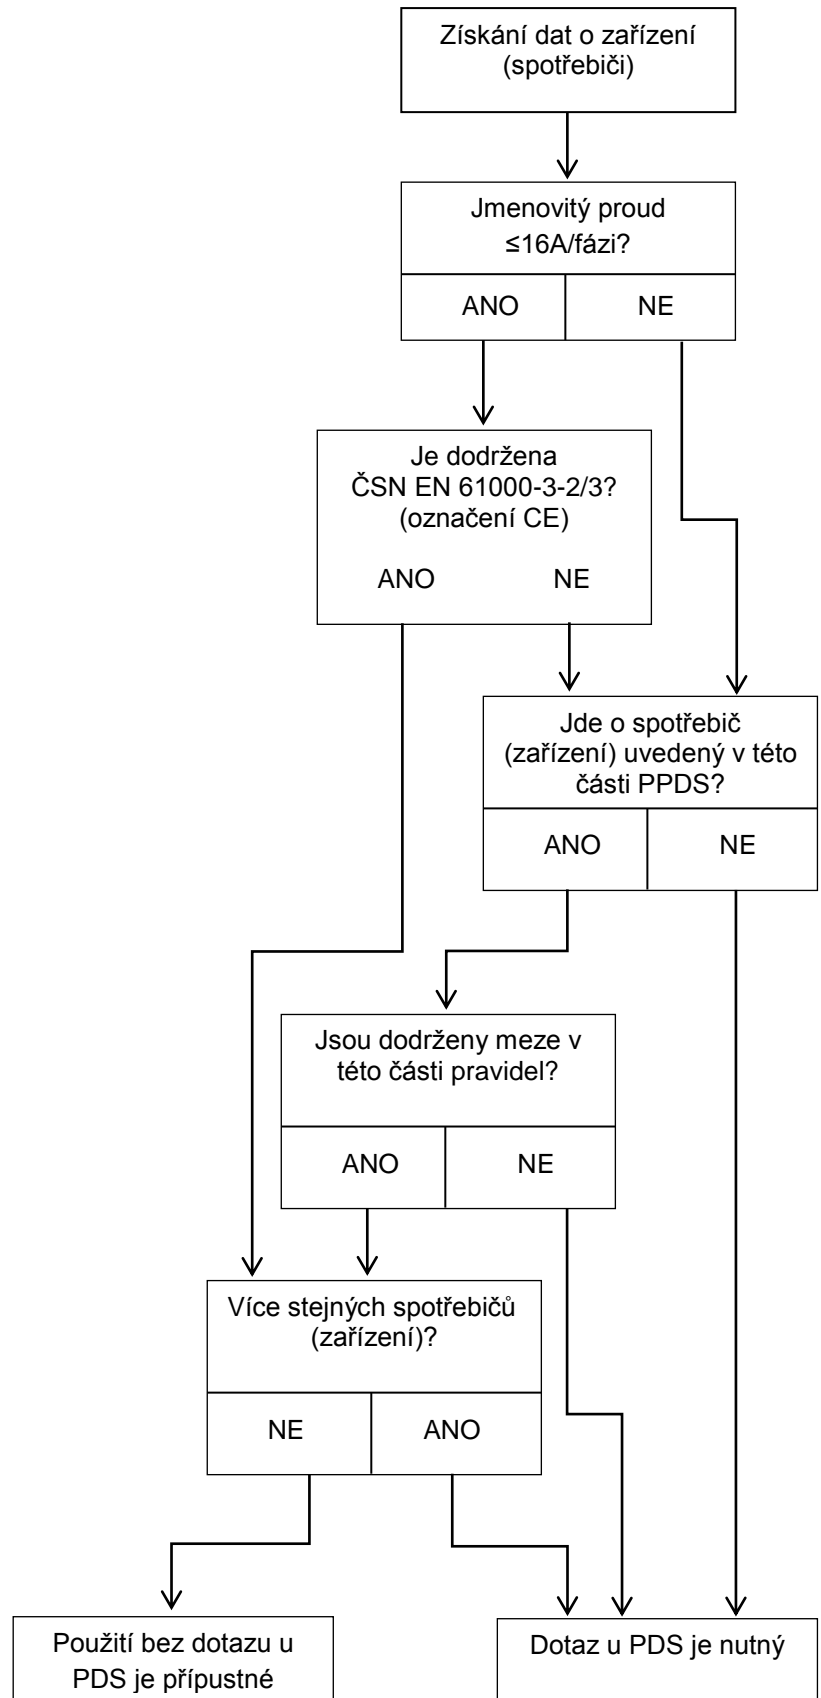 Získání dat o zařízení
(spotřebiči)
Jmenovitý proud
≤16A/fázi?
ANO NE
Je dodržena
ČSN EN 61000-3-2/3?
(označení CE)
ANO NE
Jde o spotřebič
(zařízení) uvedený v této
části PPDS?
ANO NE
Jsou dodrženy meze v
této části pravidel?
ANO NE
Více stejných spotřebičů
(zařízení)?
NE ANO
Použití bez dotazu u
PDS je přípustné
Dotaz u PDS je nutný